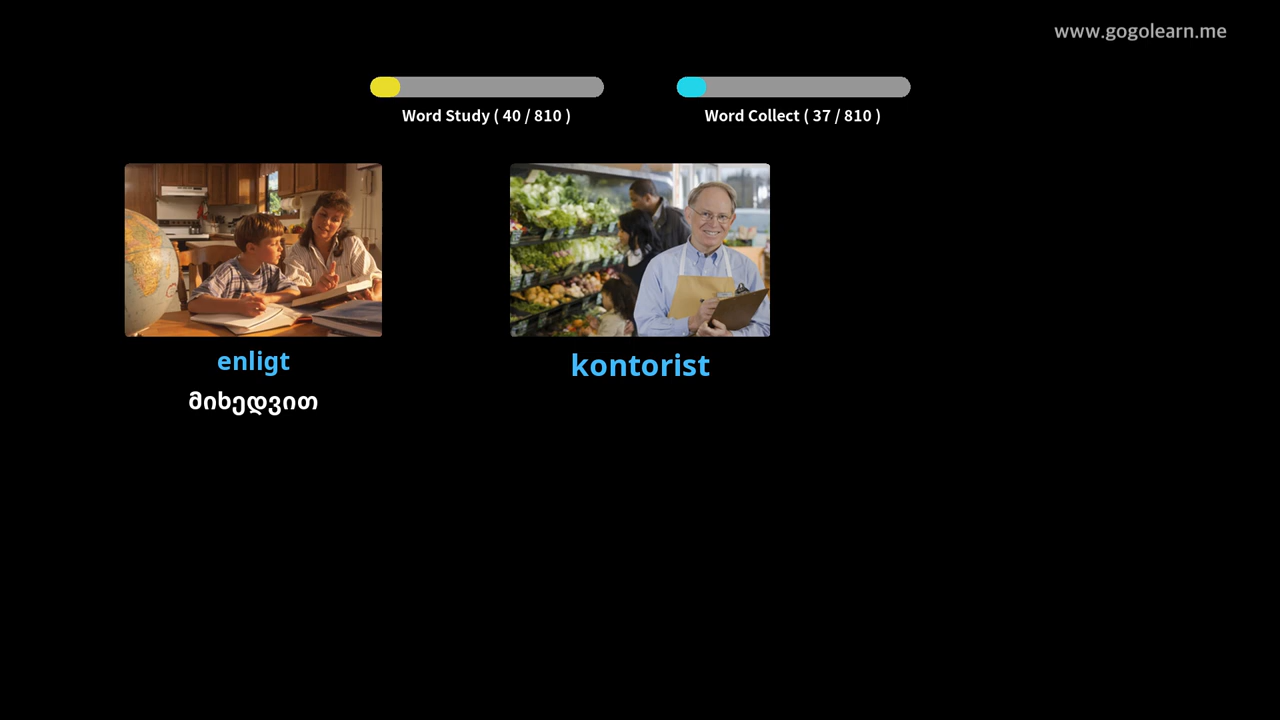 www.gogolearn.me
Word Study ( 40 / 810 )
Word Collect ( 37 / 810 )
enligt
მიხედვით
kontorist